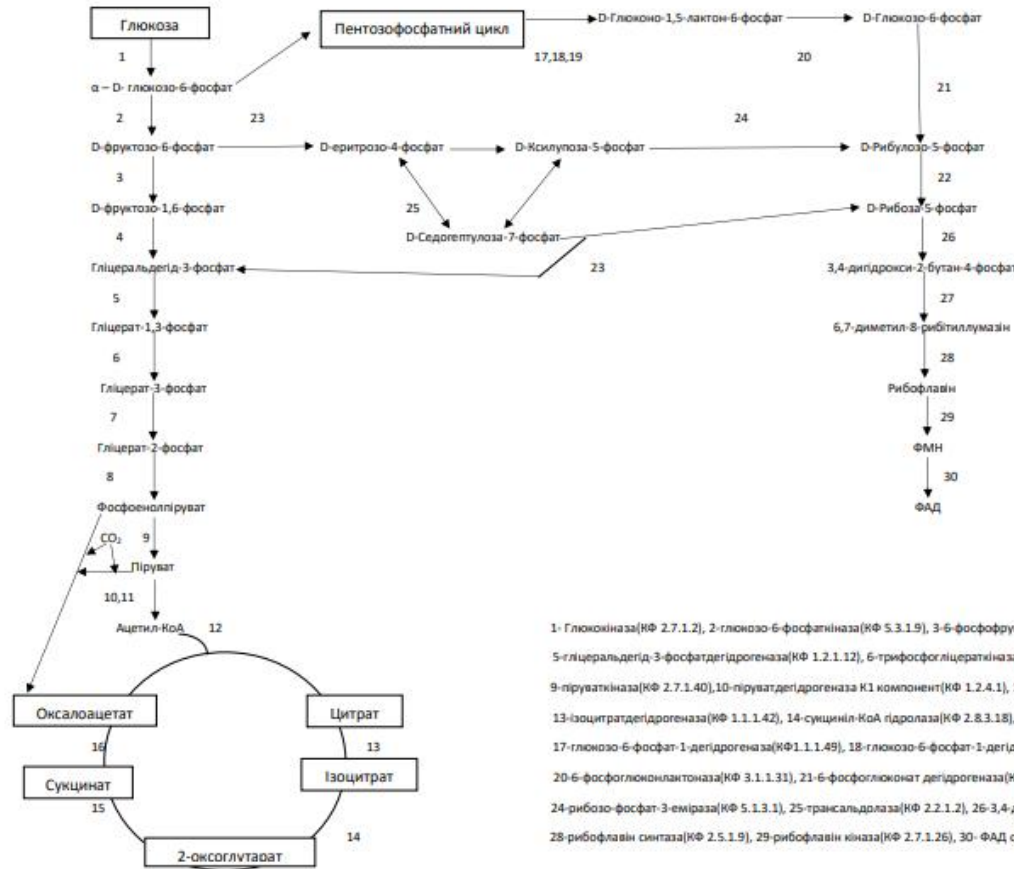 Глюкоза
Пентозофосфатний цикл
D-Глюконо-1,5-лактон-6-фосфат
D-Глюкозо-6-фосфат
1
17,18,19
20
α – D- глюкозо-6-фосфат
21
2
23
24
D-фруктозо-6-фосфат
D-еритрозо-4-фосфат
D-Ксилупоза-5-фосфат
D-Рибулозо-5-фосфат
3
22
D-фруктозо-1,6-фосфат
25
D-Рибоза-5-фосфат
4
D-Седогептулоза-7-фосфат
26
Гліцеральдегід-3-фосфат
23
3,4-дигідрокси-2-бутан-4-фосфат
5
27
Гліцерат-1,3-фосфат
6,7-диметил-8-рибітиллумазін
6
28
Гліцерат-3-фосфат
Рибофлавін
7
29
Гліцерат-2-фосфат
ФМН
8
30
Фосфоенолпіруват
ФАД
CO₂
9
Піруват
10,11
Ацетил-КоА
12
1- Глюкокіназа(КФ 2.7.1.2), 2-глюкозо-6-фосфаткіназа(КФ 5.3.1.9), 3-6-фосфофру
5-гліцеральдегід-3-фосфатдегідрогеназа(КФ 1.2.1.12), 6-трифосфогліцераткіназа
9-піруваткіназа(КФ 2.7.1.40),10-піруватдегідрогеназа К1 компонент(КФ 1.2.4.1),
Оксалоацетат
Цитрат
13-ізоцитратдегідрогеназа(КФ 1.1.1.42), 14-сукциніл-КоА гідролаза(КФ 2.8.3.18),
16
13
17-глюкозо-6-фосфат-1-дегідрогеназа(КФ1.1.1.49), 18-глюкозо-6-фосфат-1-дегід
Сукцинат
Ізоцитрат
20-6-фосфоглюконлактоназа(КФ 3.1.1.31), 21-6-фосфоглюконат дегідрогеназа(К
15
24-рибозо-фосфат-3-еміраза(КФ 5.1.3.1), 25-трансальдолаза(КФ 2.2.1.2), 26-3,4-д
14
28-рибофлавін синтаза(КФ 2.5.1.9), 29-рибофлавін кіназа(КФ 2.7.1.26), 30- ФАД с
2-оксоглутарат